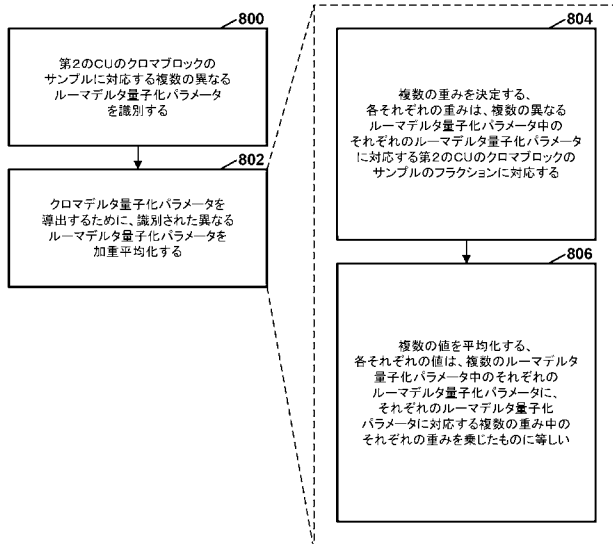 800
第2のCUのクロマブロックの
サンプルに対応する複数の異なる
ルーマデルタ量子化パラメータ
を識別する
802
クロマデルタ量子化パラメータを
導出するために、識別された異なる
ルーマデルタ量子化パラメータを
加重平均化する
804
複数の重みを決定する、
各それぞれの重みは、複数の異なる
ルーマデルタ量子化パラメータ中の
それぞれのルーマデルタ量子化パラメータ
に対応する第2のCUのクロマブロックの
サンプルのフラクションに対応する
806
複数の値を平均化する、
各それぞれの値は、複数のルーマデルタ
量子化パラメータ中のそれぞれの
ルーマデルタ量子化パラメータに、
それぞれのルーマデルタ量子化
パラメータに対応する複数の重み中の
それぞれの重みを乗じたものに等しい